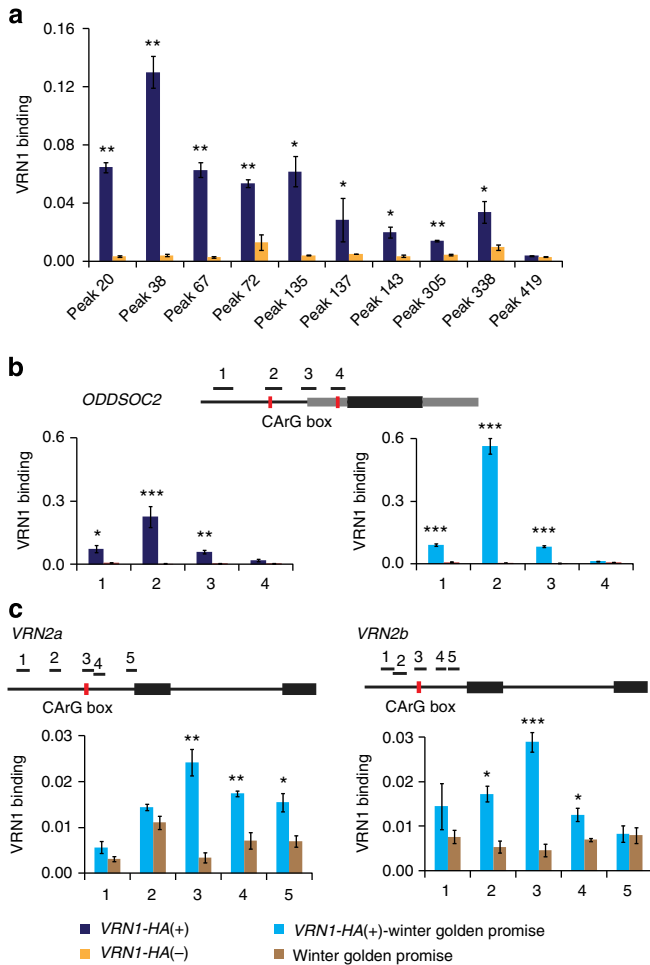 a
0.16
0.12
0.08
0.04
0.00
VRN1 binding
** ** ** ** * * * ** *
Peak 20 Peak 38 Peak 67 Peak 72 Peak 135 Peak 137 Peak 143 Peak 305 Peak 338 Peak 419
b
1 2 3 4
ODDSOC2
CArG box
0.6
0.3
0.0
VRN1 binding
* *** **
1 2 3 4
0.6
0.3
0.0
VRN1 binding
*** *** ***
1 2 3 4
c
VRN2a
1 2 3 4 5
CArG box
0.03
0.02
0.01
0.00
VRN1 binding
** ** *
1 2 3 4 5
VRN2b
1 2 3 4 5
CArG box
0.03
0.02
0.01
0.00
VRN1 binding
* *** *
1 2 3 4 5
VRN1-HA(+)
VRN1-HA(−)
VRN1-HA(+)-winter golden promise
Winter golden promise